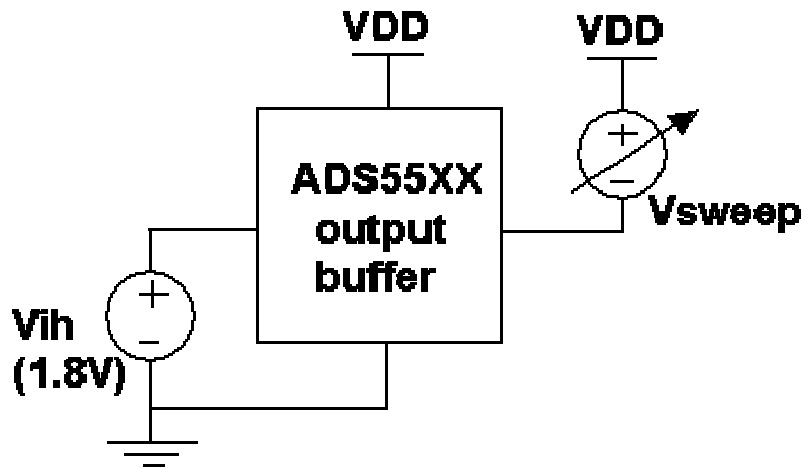 VDD
VDD
ADS55XX
output
buffer
+
-
Vsweep
+
-
Vih
(1.8V)